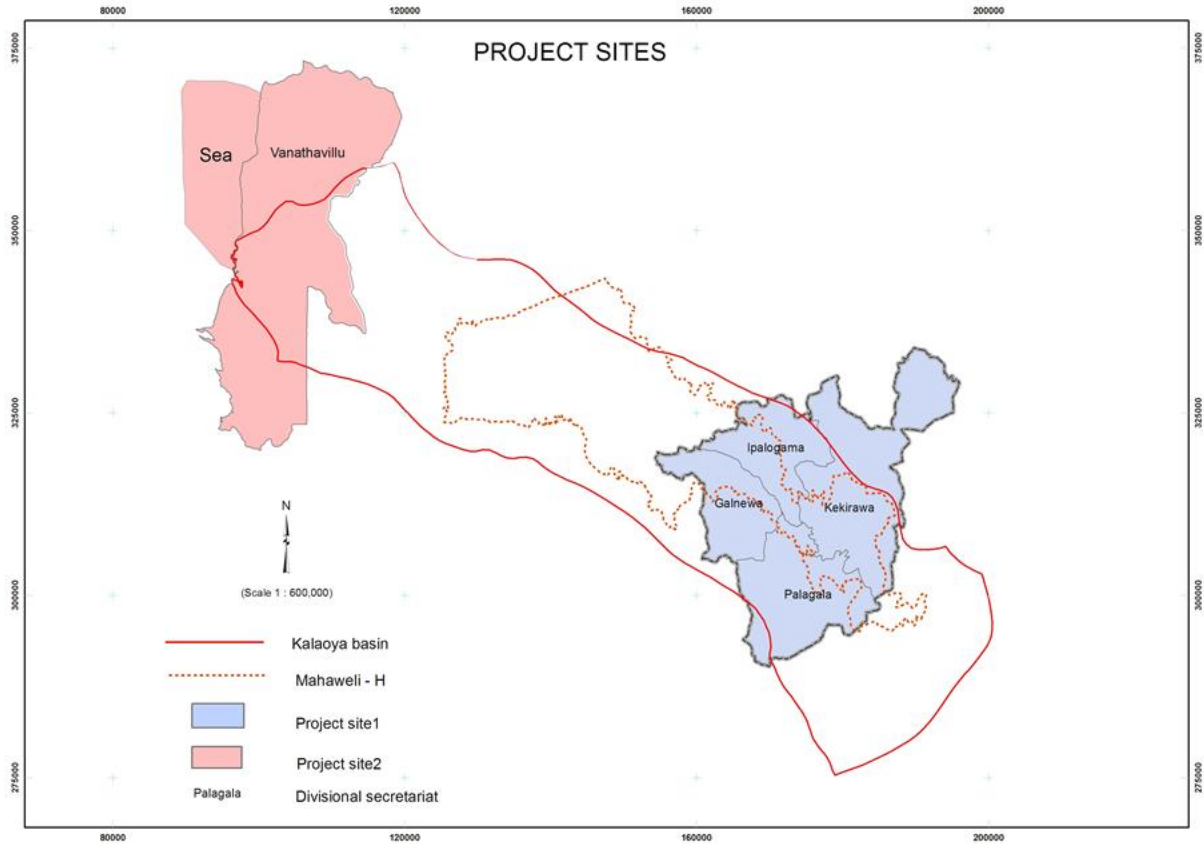 80000 120000 160000 200000
PROJECT SITES
375000 375000
Sea
Vanathavillu
350000 350000
325000 325000
Ipalogama
Galnewa
Kekirawa
N
(Scale 1 : 600,000)
300000 300000
Palagala
Kalaoya basin
Mahaweli - H
Project site1
Project site2
Palagala Divisional secretariat
275000 275000
80000 120000 160000 200000